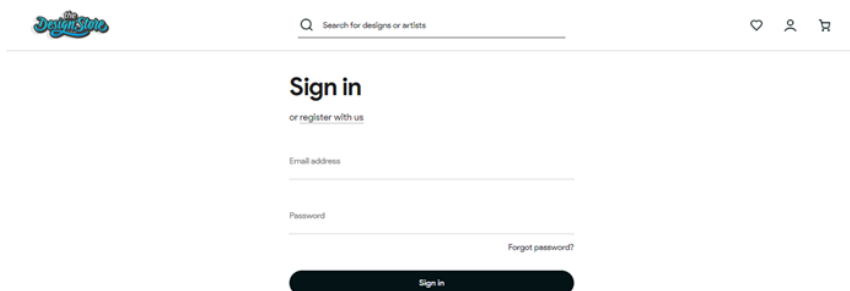 the
Design Store
Search for designs or artists
Sign in
or register with us
Email address
Password
Forgot password?
Sign in